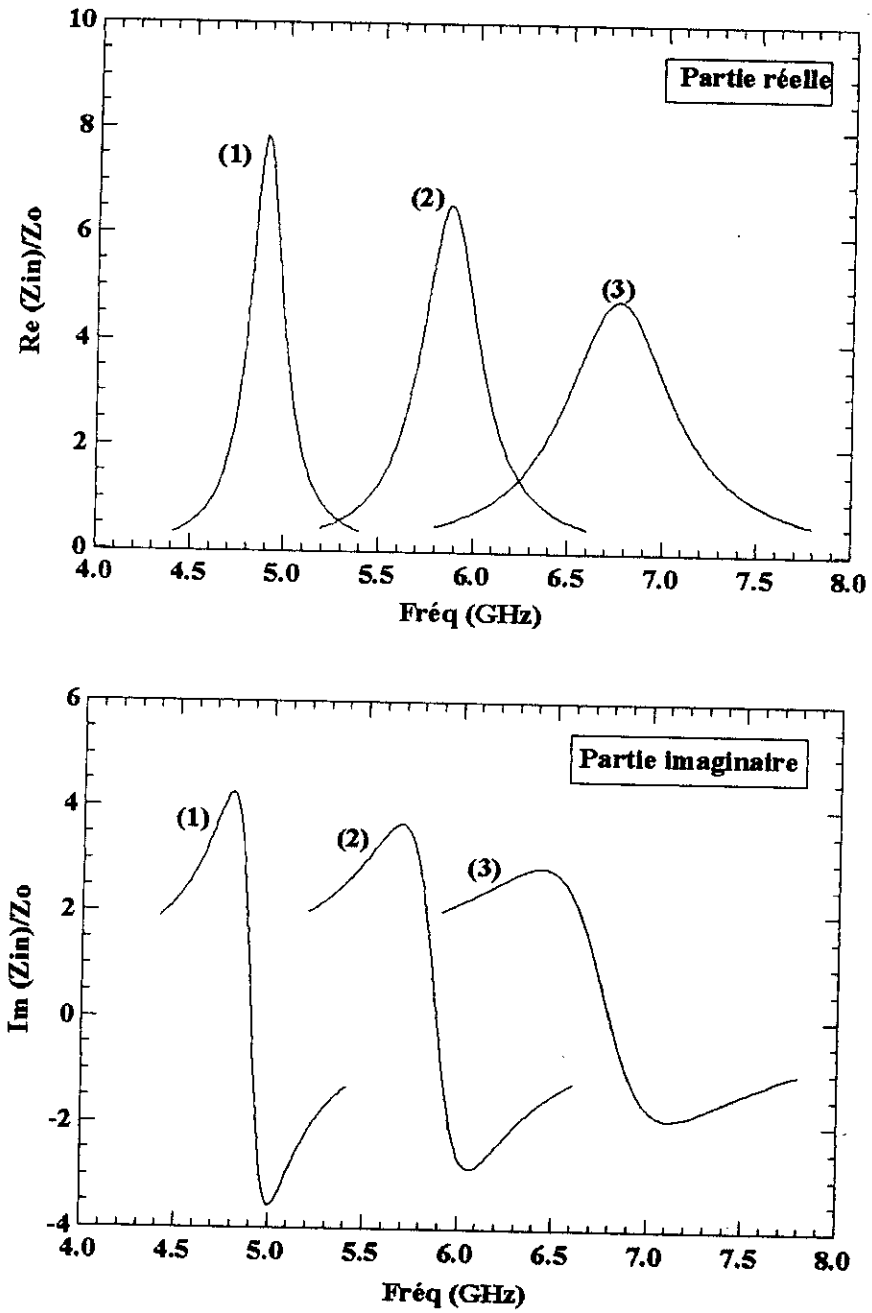 10
8
6
4
2
0
Re (Zin)/Zo
Partie réelle
(1)
(2)
(3)
4.0 4.5 5.0 5.5 6.0 6.5 7.0 7.5 8.0
Fréq (GHz)
6
4
2
0
-2
-4
Im (Zin)/Zo
Partie imaginaire
(1)
(2)
(3)
4.0 4.5 5.0 5.5 6.0 6.5 7.0 7.5 8.0
Fréq (GHz)